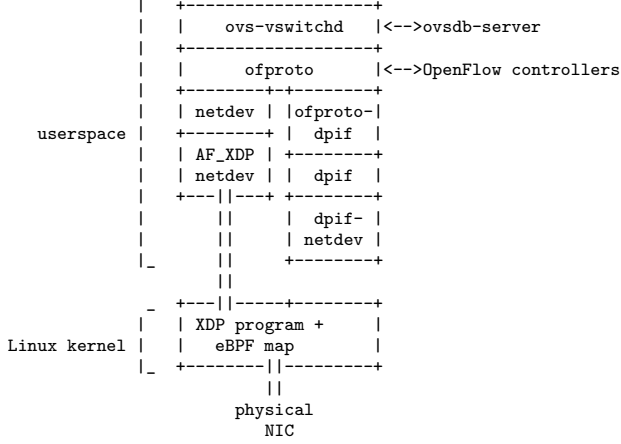 ovs-vswitchd |<-->ovsdb-server
ofproto |<-->OpenFlow controllers
netdev | |ofproto-|
userspace | +--------+ | dpif |
| AF_XDP | +--------+
| netdev | | dpif |
+---||---+ +--------+
|| | dpif- |
|| | netdev |
|_ || +--------+
||
_ +---||-----+--------+
| | XDP program + |
Linux kernel | | eBPF map |
|_ +--------||---------+
||
physical
NIC